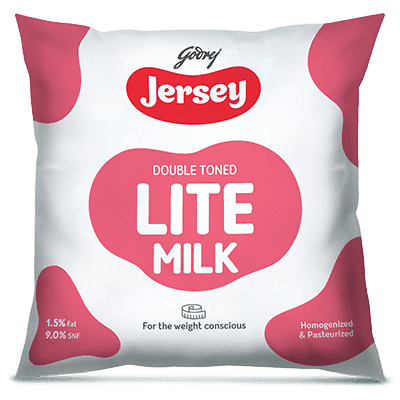 Godrej
Jersey
DOUBLE TONED
LITE
MILK
For the weight conscious
1.5% Fat
9.0% SNF
Homogenized
& Pasteurized